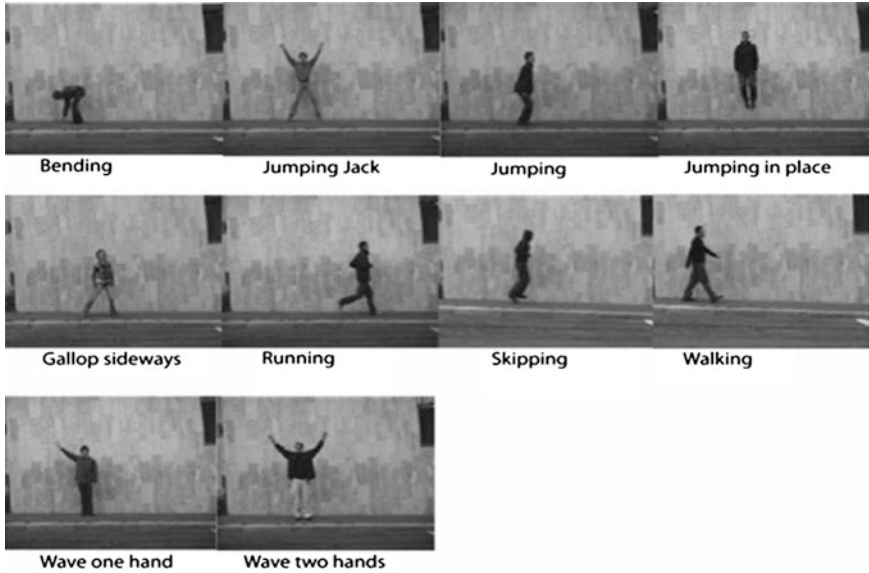 Bending
Jumping Jack
Jumping
Jumping in place
Gallop sideways
Running
Skipping
Walking
Wave one hand
Wave two hands